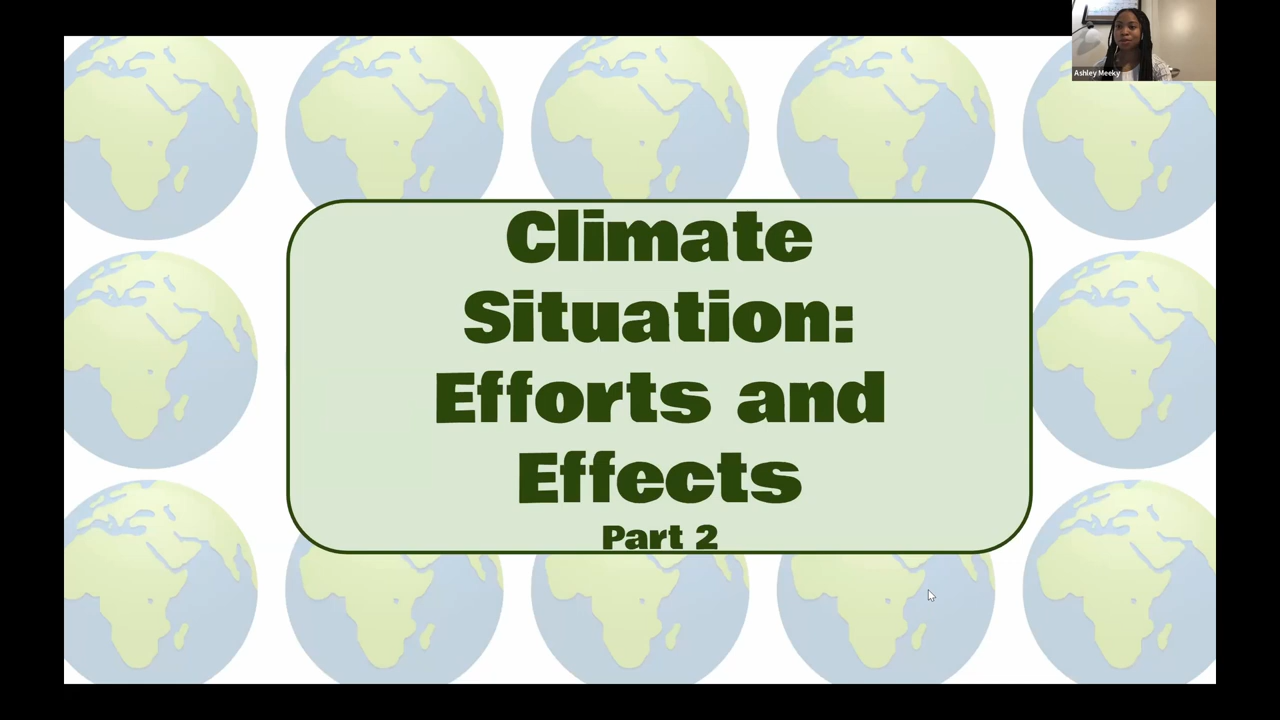 Ashley Meeky
Climate
Situation:
Efforts and
Effects
Part 2